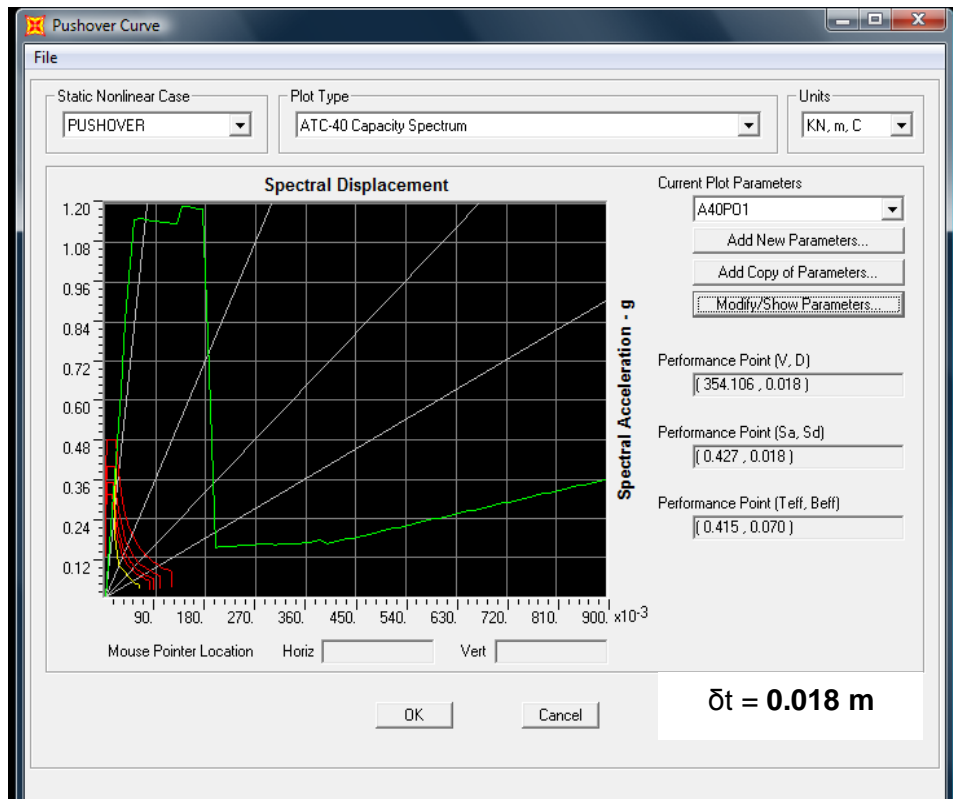 Pushover Curve
File
Static Nonlinear Case
PUSHOVER
Plot Type
ATC-40 Capacity Spectrum
Units
KN, m, C
Spectral Displacement
1.20
1.08
0.96
0.84
0.72
0.60
0.48
0.36
0.24
0.12
90. 180. 270. 360. 450. 540. 630. 720. 810. 900. x10-3
Spectral Acceleration - g
Mouse Pointer Location Horiz Vert
Current Plot Parameters
A40PO1
Add New Parameters...
Add Copy of Parameters...
Modify/Show Parameters...
Performance Point (V, D)
( 354.106 , 0.018 )
Performance Point (Sa, Sd)
( 0.427 , 0.018 )
Performance Point (Teff, Beff)
( 0.415 , 0.070 )
OK Cancel
δt = 0.018 m